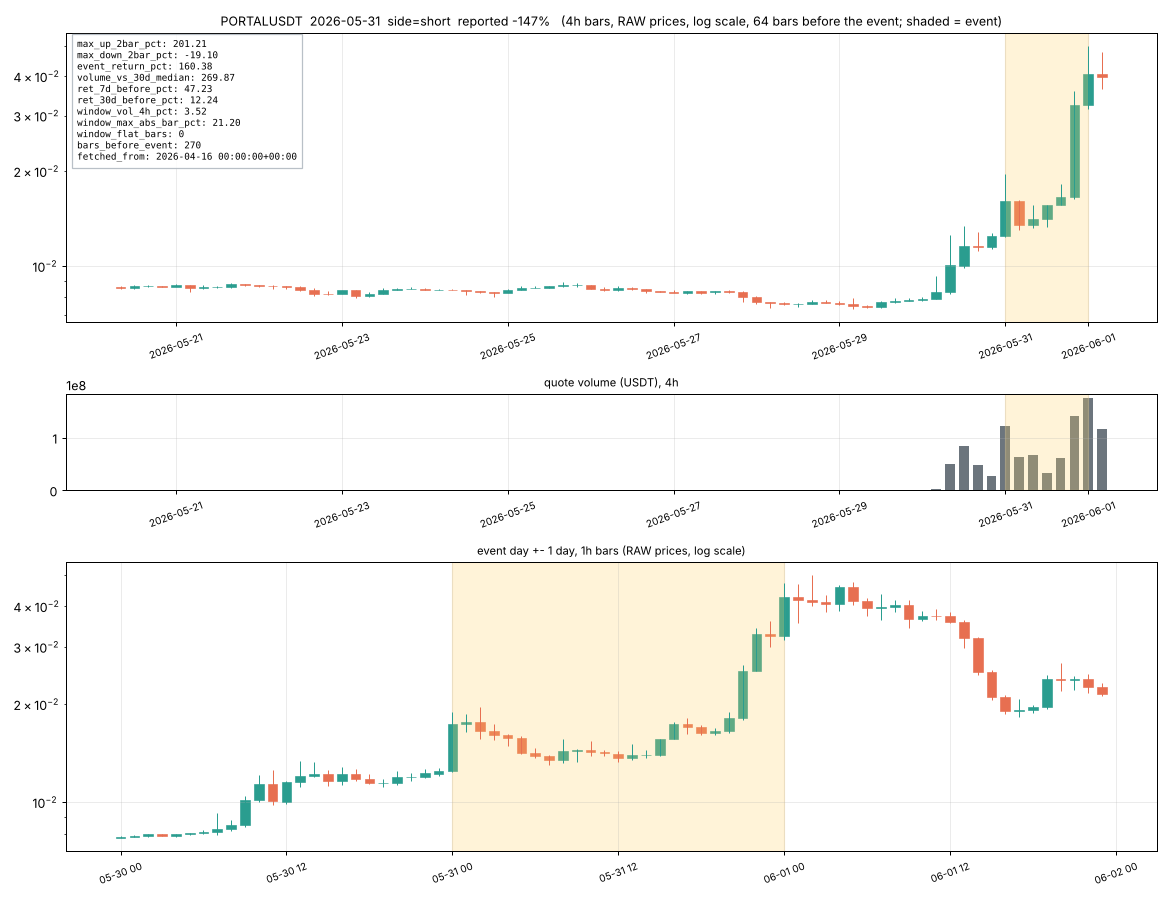 PORTALUSDT 2026-05-31 side=short reported -147% (4h bars, RAW prices, log scale, 64 bars before the event; shaded = event)
max_up_2bar_pct: 201.21
max_down_2bar_pct: -19.10
event_return_pct: 160.38
volume_vs_30d_median: 269.87
ret_7d_before_pct: 47.23
ret_30d_before_pct: 12.24
window_vol_4h_pct: 3.52
window_max_abs_bar_pct: 21.20
window_flat_bars: 0
bars_before_event: 270
fetched_from: 2026-04-16 00:00:00+00:00
4 × 10⁻²
3 × 10⁻²
2 × 10⁻²
10⁻²
2026-05-21
2026-05-23
2026-05-25
2026-05-27
2026-05-29
2026-05-31
2026-06-01
quote volume (USDT), 4h
1e8
1
0
2026-05-21
2026-05-23
2026-05-25
2026-05-27
2026-05-29
2026-05-31
2026-06-01
event day +- 1 day, 1h bars (RAW prices, log scale)
4 × 10⁻²
3 × 10⁻²
2 × 10⁻²
10⁻²
05-30 00
05-30 12
05-31 00
05-31 12
06-01 00
06-01 12
06-02 00